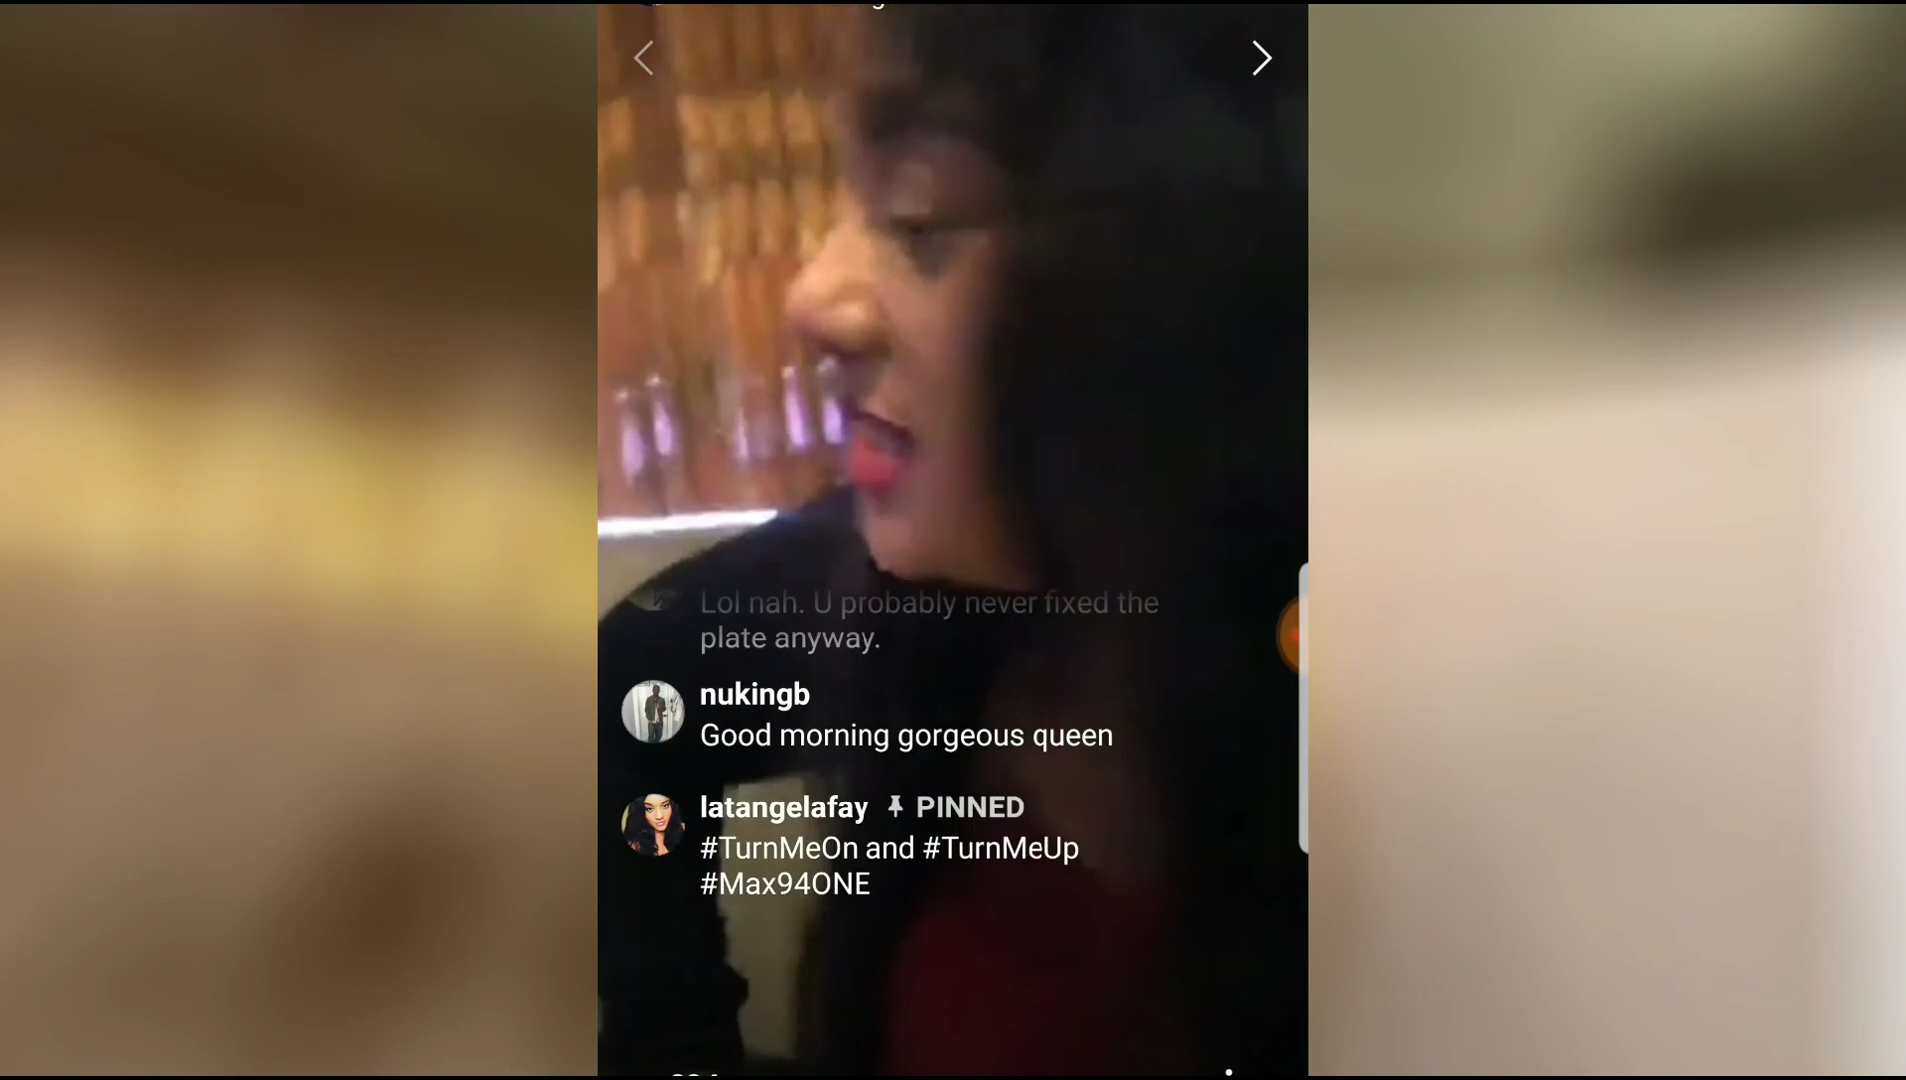 Lol nah. U probably never fixed the
plate anyway.
nukingb
Good morning gorgeous queen
latangelafay PINNED
#TurnMeOn and #TurnMeUp
#Max94ONE